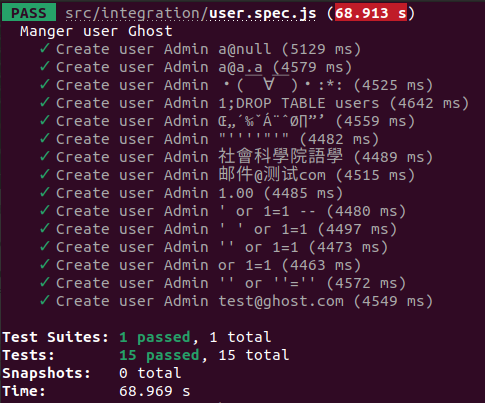 PASS src/integration/user.spec.js (68.913 s)
Manger user Ghost
✓ Create user Admin a@null (5129 ms)
✓ Create user Admin a@a.a (4579 ms)
✓ Create user Admin ・( ̄∀ ̄)・:*: (4525 ms)
✓ Create user Admin 1;DROP TABLE users (4642 ms)
✓ Create user Admin Œ„´‰ˇÁ¨ˆØ∏”’ (4559 ms)
✓ Create user Admin "'"''''"'" (4482 ms)
✓ Create user Admin 社會科學院語學 (4489 ms)
✓ Create user Admin 邮件@测试com (4515 ms)
✓ Create user Admin 1.00 (4485 ms)
✓ Create user Admin ' or 1=1 -- (4480 ms)
✓ Create user Admin ' ' or 1=1 (4497 ms)
✓ Create user Admin '' or 1=1 (4473 ms)
✓ Create user Admin or 1=1 (4463 ms)
✓ Create user Admin '' or ''='' (4572 ms)
✓ Create user Admin test@ghost.com (4549 ms)
Test Suites: 1 passed, 1 total
Tests: 15 passed, 15 total
Snapshots: 0 total
Time: 68.969 s